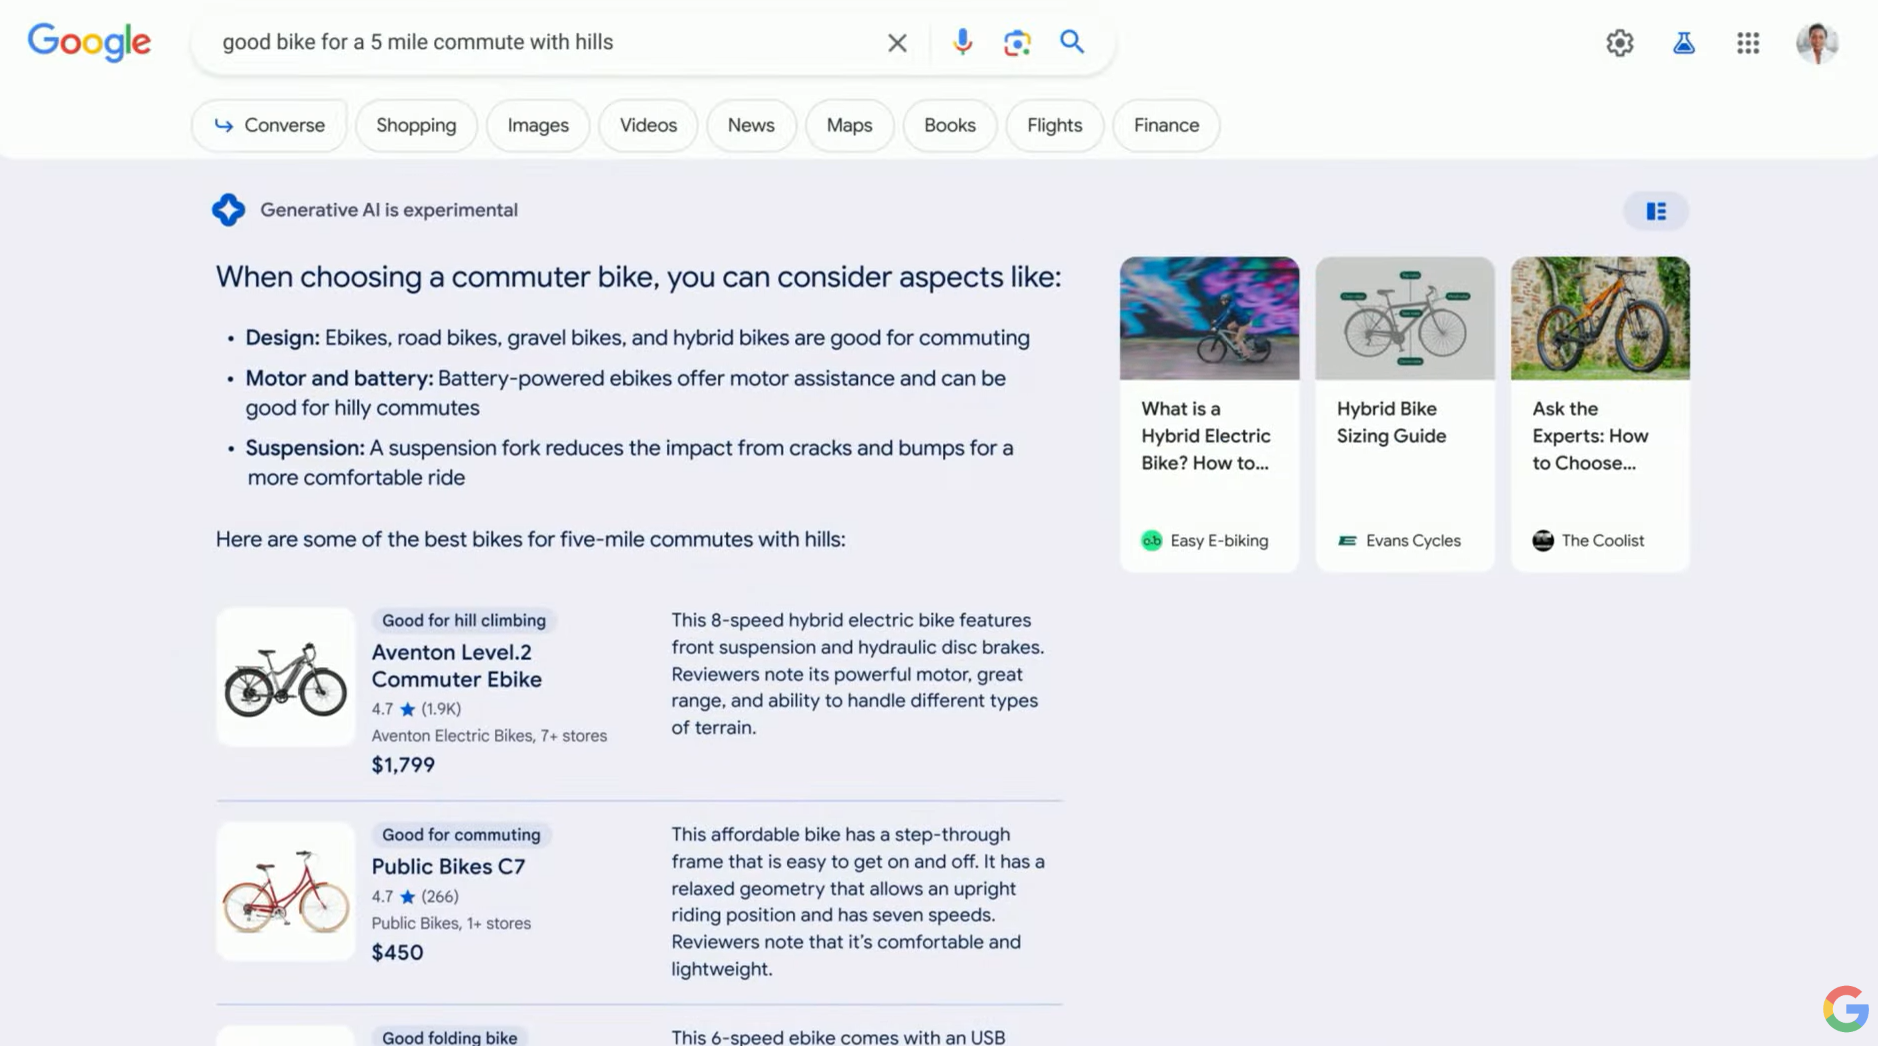 Google
good bike for a 5 mile commute with hills
Converse
Shopping
Images
Videos
News
Maps
Books
Flights
Finance
Generative AI is experimental
When choosing a commuter bike, you can consider aspects like:
• Design: Ebikes, road bikes, gravel bikes, and hybrid bikes are good for commuting
• Motor and battery: Battery-powered ebikes offer motor assistance and can be
good for hilly commutes
• Suspension: A suspension fork reduces the impact from cracks and bumps for a
more comfortable ride
Here are some of the best bikes for five-mile commutes with hills:
What is a
Hybrid Electric
Bike? How to...
Easy E-biking
Hybrid Bike
Sizing Guide
Evans Cycles
Ask the
Experts: How
to Choose...
The Coolist
Good for hill climbing
Aventon Level.2
Commuter Ebike
4.7 ★ (1.9K)
Aventon Electric Bikes, 7+ stores
$1,799
This 8-speed hybrid electric bike features
front suspension and hydraulic disc brakes.
Reviewers note its powerful motor, great
range, and ability to handle different types
of terrain.
Good for commuting
Public Bikes C7
4.7 ★ (266)
Public Bikes, 1+ stores
$450
This affordable bike has a step-through
frame that is easy to get on and off. It has a
relaxed geometry that allows an upright
riding position and has seven speeds.
Reviewers note that it's comfortable and
lightweight.
Good folding bike
This 6-speed ebike comes with an USB